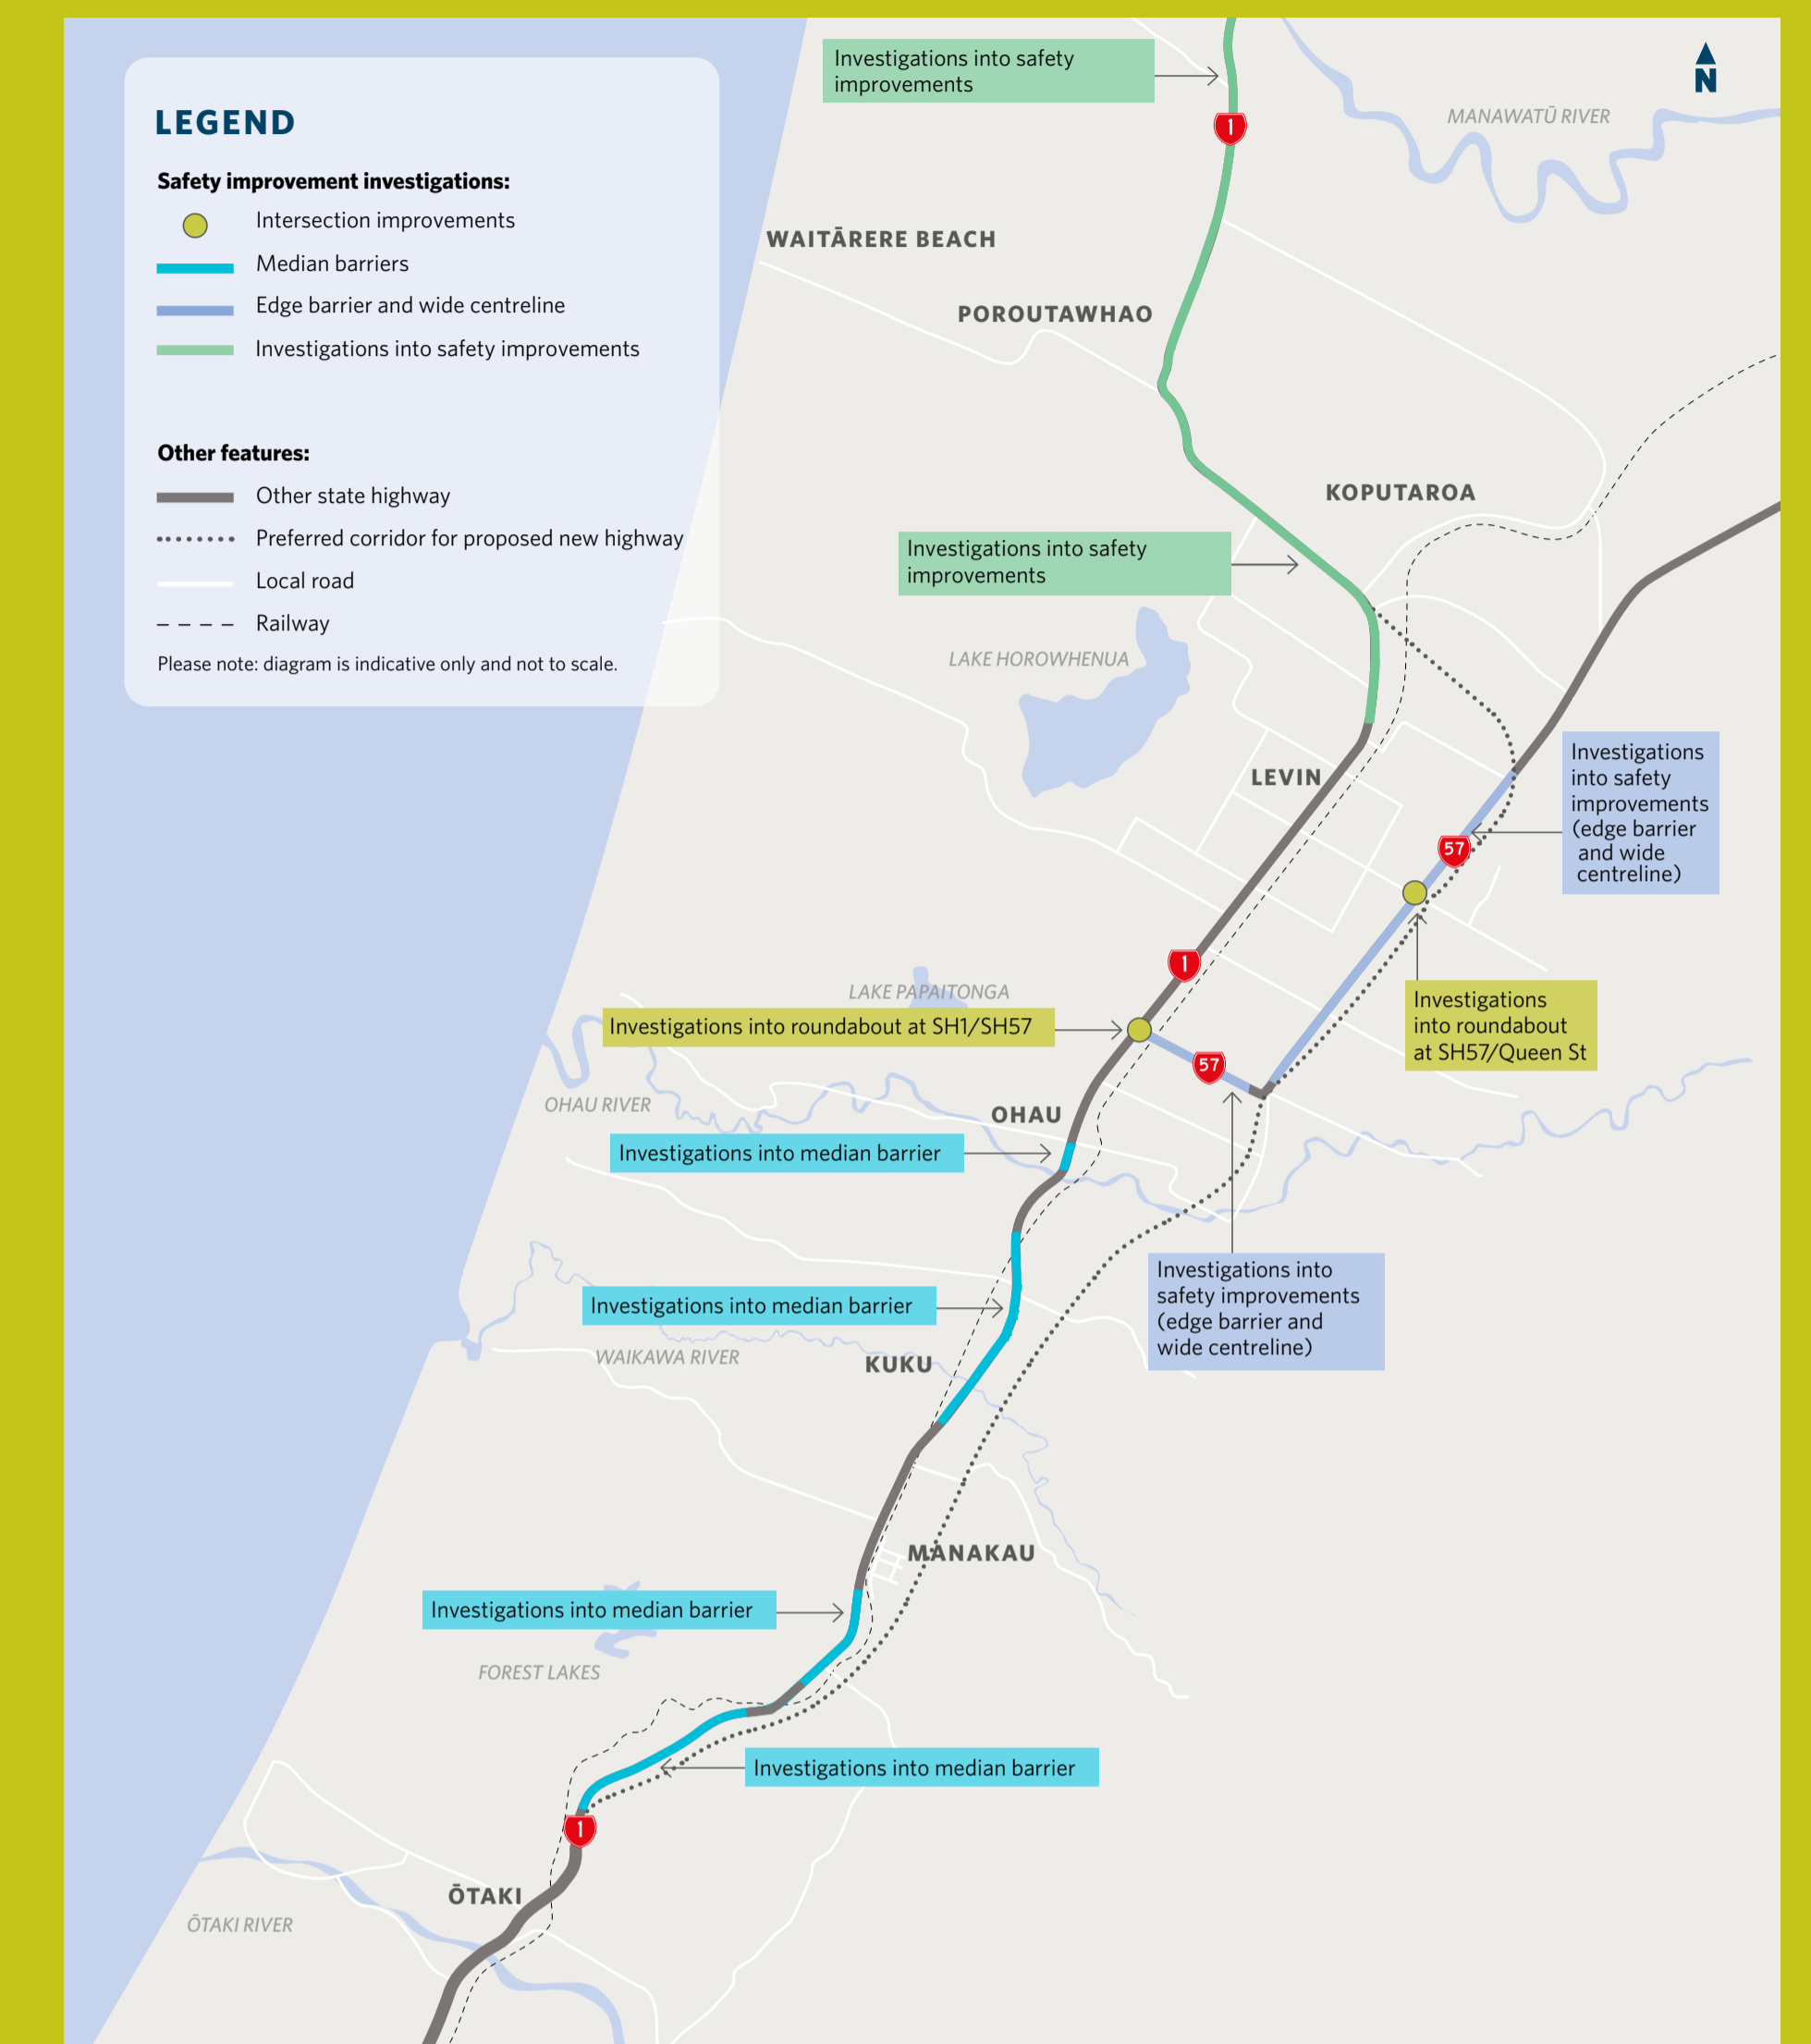 LEGEND
Safety improvement investigations:
Intersection improvements
Median barriers
Edge barrier and wide centreline
Investigations into safety improvements
Other features:
Other state highway
Preferred corridor for proposed new highway
Local road
Railway
Please note: diagram is indicative only and not to scale.
Investigations into safety
improvements
N
1
MANAWATŪ RIVER
WAITĀRERE BEACH
POROUTAWHAO
KOPUTAROA
Investigations into safety
improvements
LAKE HOROWHENUA
LEVIN
Investigations
into safety
improvements
(edge barrier
and wide
centreline)
57
1
LAKE PAPAITONGA
Investigations into roundabout at SH1/SH57
Investigations
into roundabout
at SH57/Queen St
57
OHAU RIVER
OHAU
Investigations into median barrier
Investigations into
safety improvements
(edge barrier and
wide centreline)
Investigations into median barrier
WAIKAWA RIVER
KUKU
MANAKAU
Investigations into median barrier
FOREST LAKES
Investigations into median barrier
1
ŌTAKI
ŌTAKI RIVER